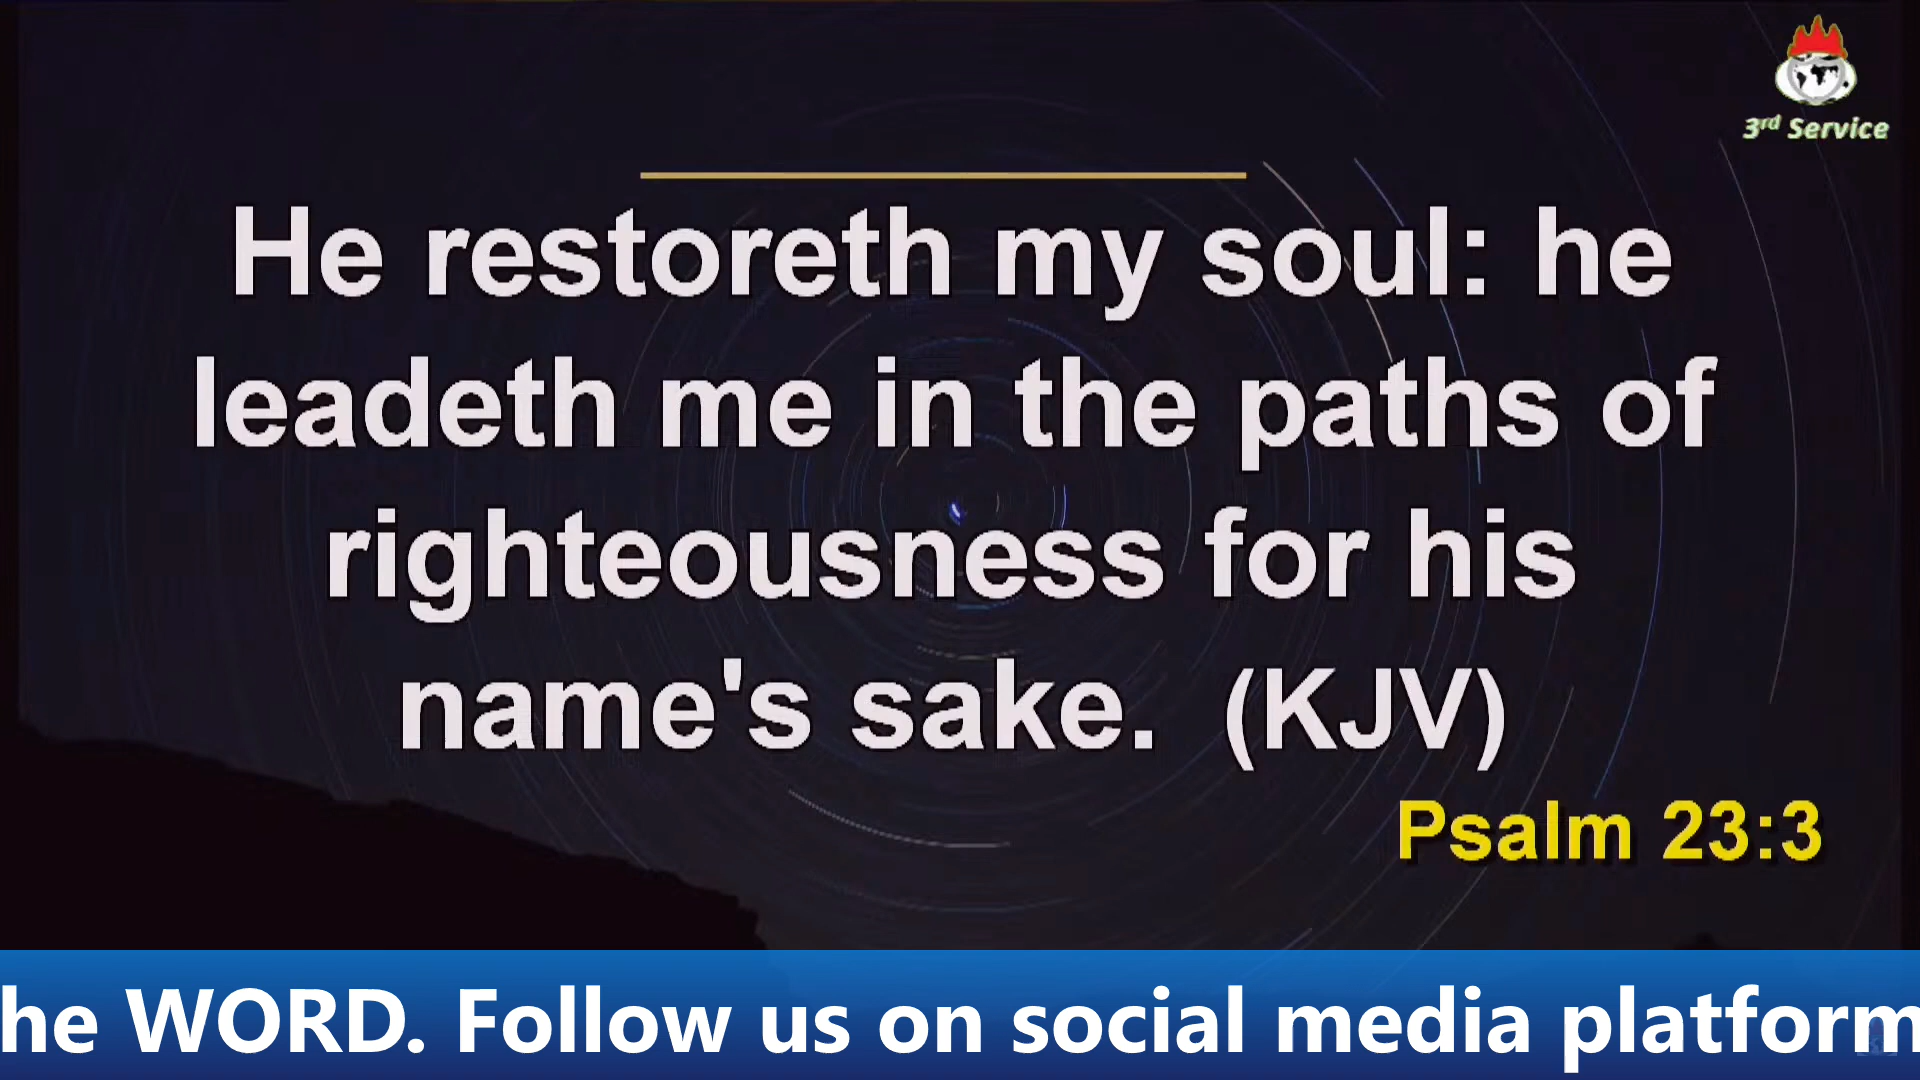 3rd Service
He restoreth my soul: he
leadeth me in the paths of
righteousness for his
name's sake. (KJV)
Psalm 23:3
he WORD. Follow us on social media platform